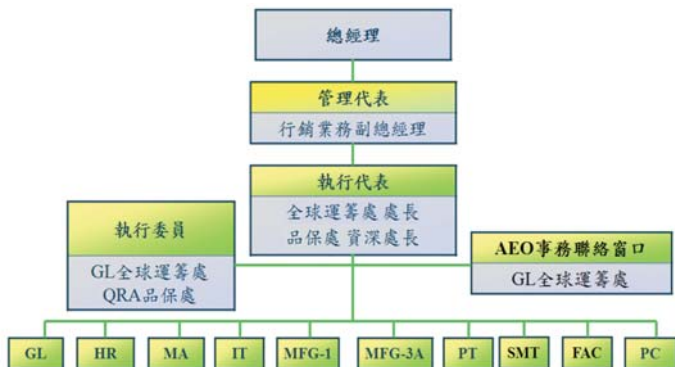 總經理
管理代表
行銷業務副總經理
執行代表
全球運籌處 處長
品保處 資深處長
執行委員
GL全球運籌處
QRA品保處
AEO事務聯絡窗口
GL全球運籌處
GL HR MA IT MFG-1 MFG-3A PT SMT FAC PC